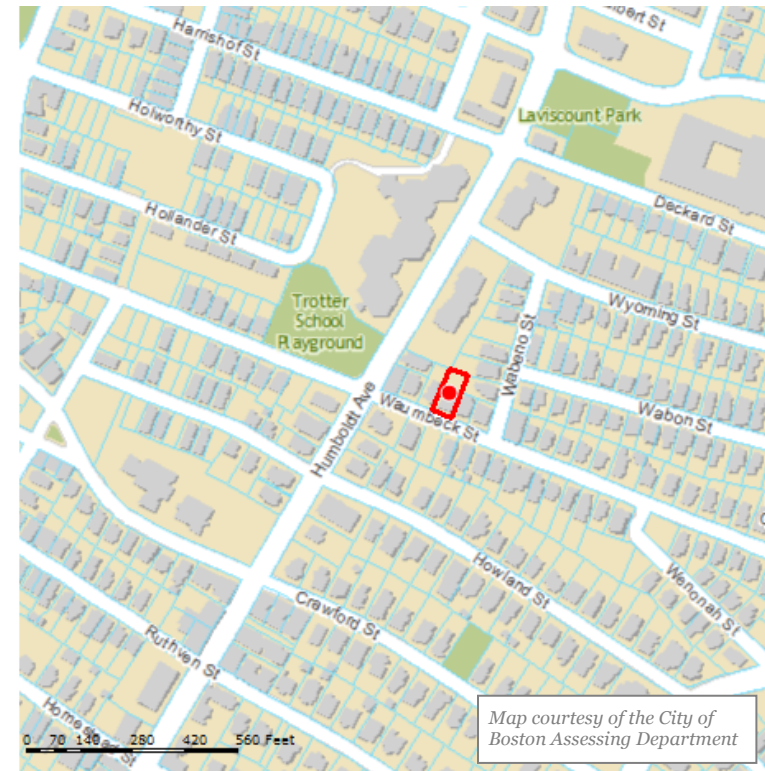 Harrishof St
Holworthy St
Laviscount Park
Deckard St
Hollander St
Trotter
School
Playground
Wyoming St
Wabeno St
Humboldt Ave
Waumbeck St
Wabon St
Howland St
Wenonah St
Crawford St
Ruthven St
0 70 140 280 420 560 Feet
Map courtesy of the City of
Boston Assessing Department